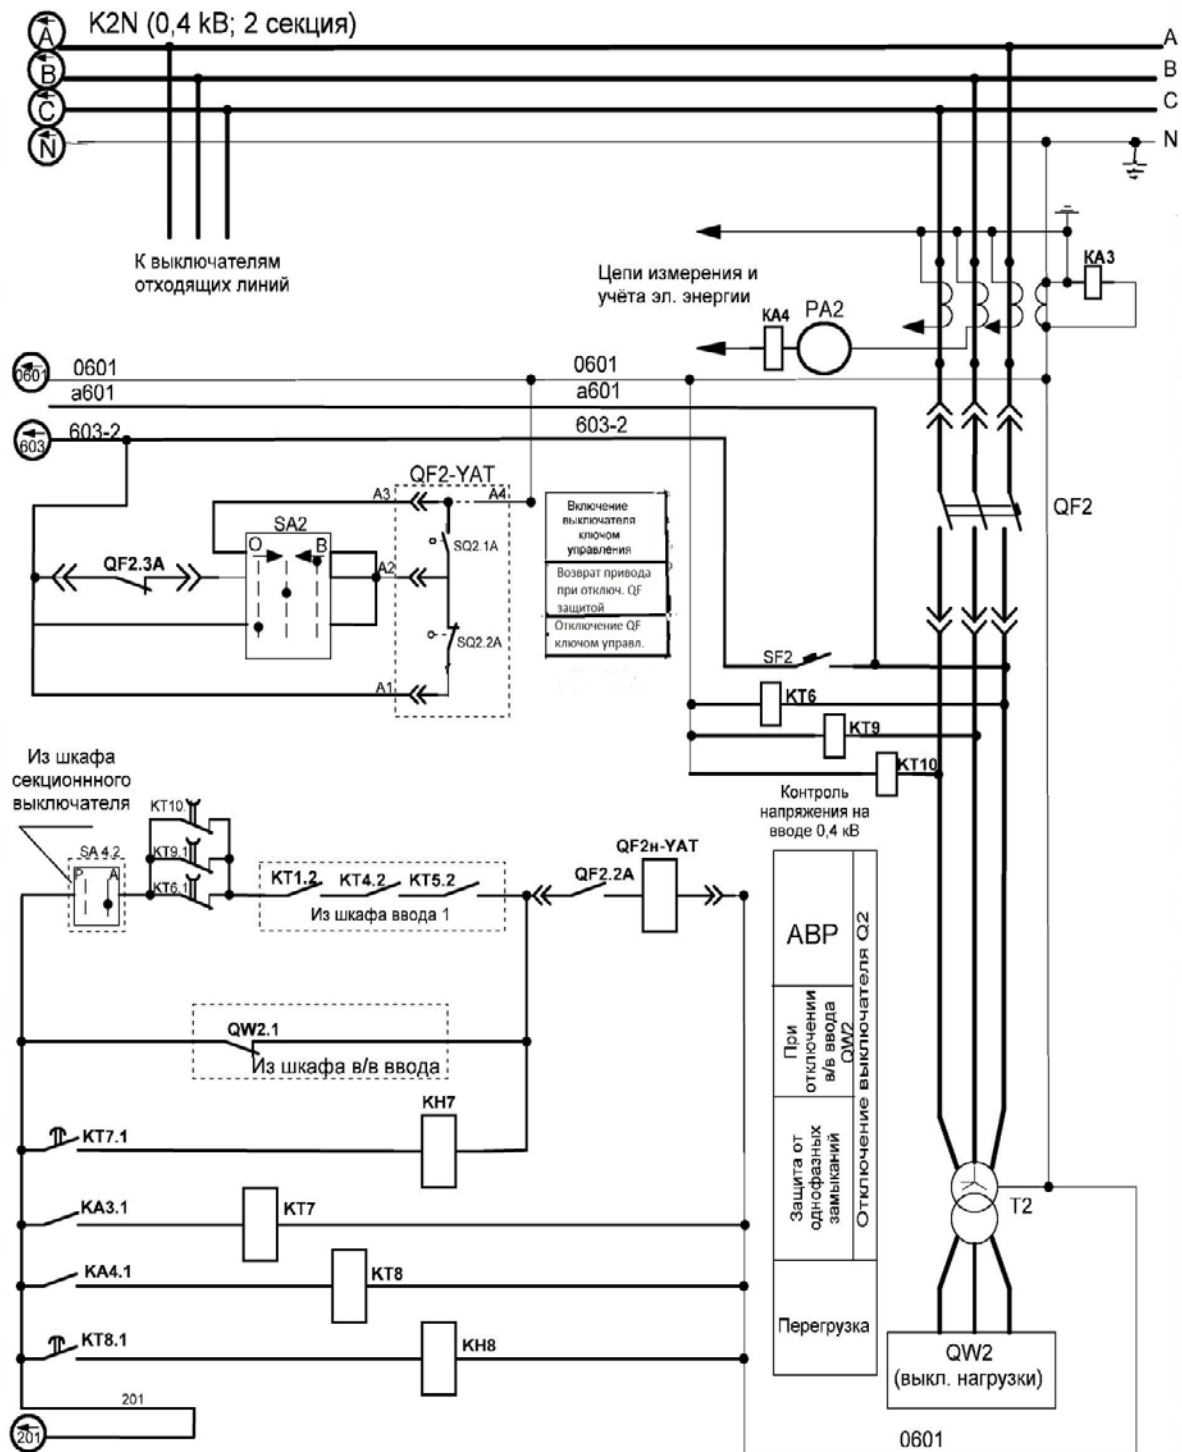 K2N (0,4 kВ; 2 секция)
A
A
B
B
C
C
N
N
К выключателям
отходящих линий
Цепи измерения и
учёта эл. энергии
KA3
KA4
PA2
0601
0601
0601
a601
a601
603
603-2
603-2
QF2-YAT
A3
A4
SA2
O
B
SQ2.1A
QF2.3A
A2
SQ2.2A
A1
Включение
выключателя
ключом
управления
Возврат привода
при отключ. QF
защитой
Отключение QF
ключом управл.
QF2
SF2
KT6
KT9
KT10
Контроль
напряжения на
вводе 0,4 кВ
Из шкафа
секционнного
выключателя
KT10.
SA 4.2
KT9.1
P
A
KT6.1
KT1.2
KT4.2
KT5.2
Из шкафа ввода 1
QF2.2A
QF2н-YAT
АВР
При
отключении
в/в ввода
QW2
Защита от
однофазных
замыканий
Отключение выключателя Q2
Перегрузка
QW2.1
Из шкафа в/в ввода
KH7
KT7.1
KA3.1
KT7
KA4.1
KT8
KT8.1
KH8
T2
QW2
(выкл. нагрузки)
201
201
0601